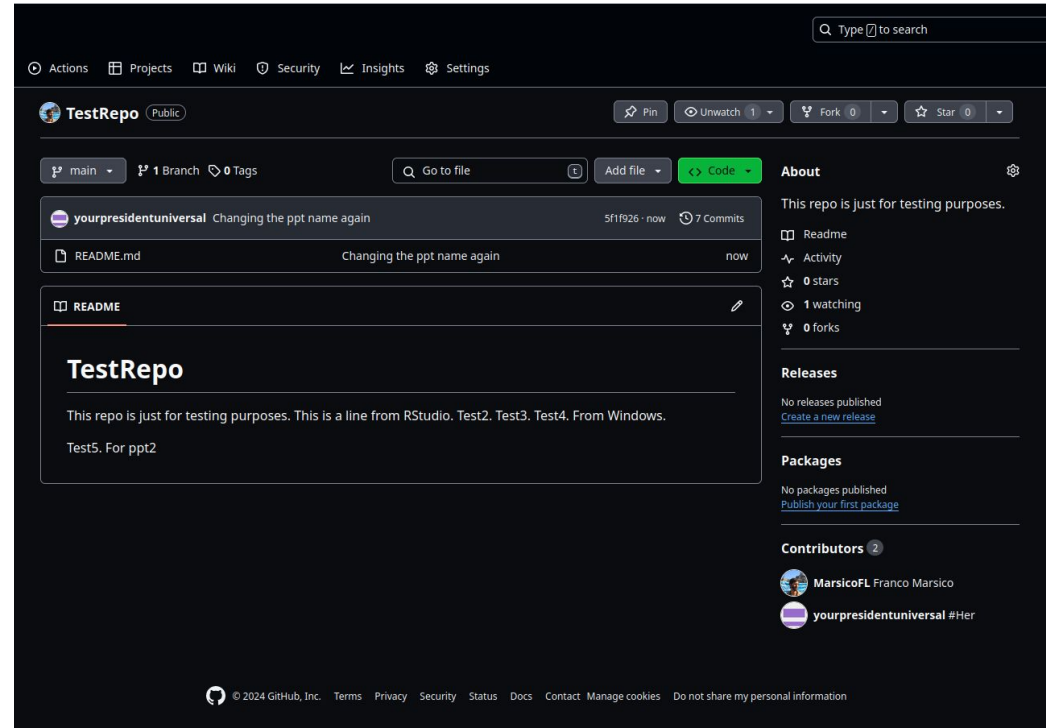 Type / to search
Actions Projects Wiki Security Insights Settings
TestRepo Public Pin Unwatch 1 Fork 0 Star 0
main 1 Branch 0 Tags Go to file t Add file Code
yourpresidentuniversal Changing the ppt name again 5f1f926 · now 7 Commits
README.md Changing the ppt name again now
README
TestRepo
This repo is just for testing purposes. This is a line from RStudio. Test2. Test3. Test4. From Windows.
Test5. For ppt2
About
This repo is just for testing purposes.
Readme
Activity
0 stars
1 watching
0 forks
Releases
No releases published
Create a new release
Packages
No packages published
Publish your first package
Contributors 2
MarsicoFL Franco Marsico
yourpresidentuniversal #Her
© 2024 GitHub, Inc. Terms Privacy Security Status Docs Contact Manage cookies Do not share my personal information